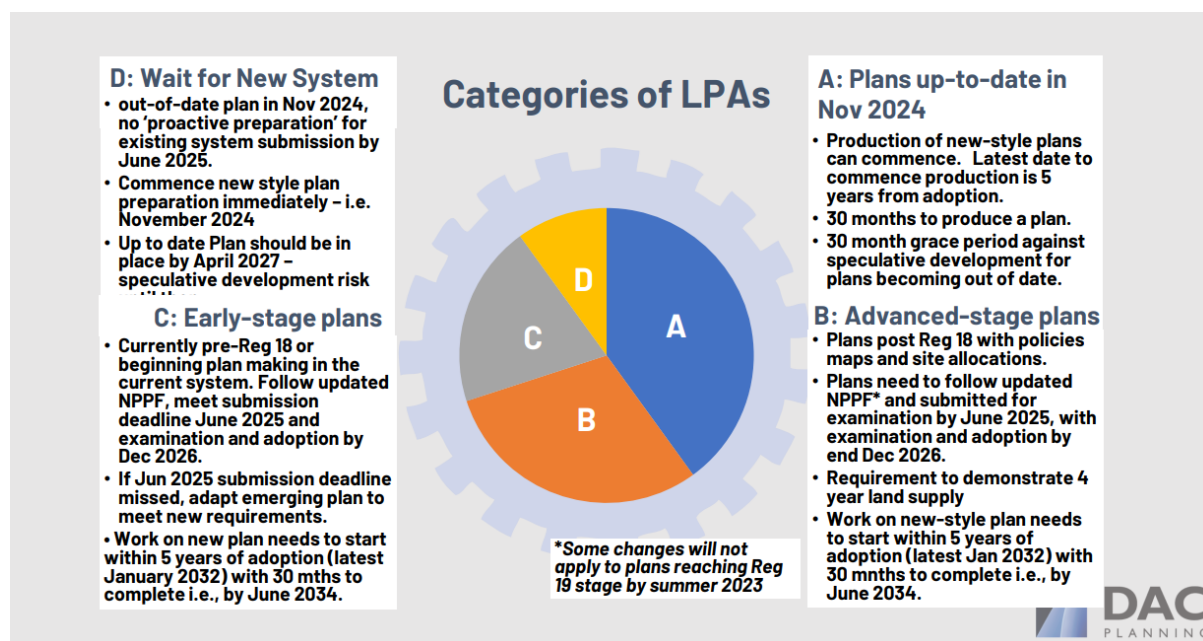 Categories of LPAs
D: Wait for New System
• out-of-date plan in Nov 2024,
no ‘proactive preparation’ for
existing system submission by
June 2025.
• Commence new style plan
preparation immediately – i.e.
November 2024
• Up to date Plan should be in
place by April 2027 –
speculative development risk
A: Plans up-to-date in
Nov 2024
• Production of new-style plans
can commence. Latest date to
commence production is 5
years from adoption.
• 30 months to produce a plan.
• 30 month grace period against
speculative development for
plans becoming out of date.
C: Early-stage plans
• Currently pre-Reg 18 or
beginning plan making in the
current system. Follow updated
NPPF, meet submission
deadline June 2025 and
examination and adoption by
Dec 2026.
• If Jun 2025 submission deadline
missed, adapt emerging plan to
meet new requirements.
• Work on new plan needs to start
within 5 years of adoption (latest
January 2032) with 30 mths to
complete i.e., by June 2034.
B: Advanced-stage plans
• Plans post Reg 18 with policies
maps and site allocations.
• Plans need to follow updated
NPPF* and submitted for
examination by June 2025, with
examination and adoption by
end Dec 2026.
• Requirement to demonstrate 4
year land supply
• Work on new-style plan needs
to start within 5 years of
adoption (latest Jan 2032) with
30 mnths to complete i.e., by
June 2034.
D
A
C
B
*Some changes will not
apply to plans reaching Reg
19 stage by summer 2023
DAC
PLANNING